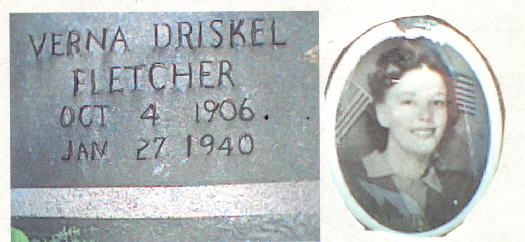 VERNA DRISKEL
FLETCHER
OCT 4 1906.
JAN 27 1940